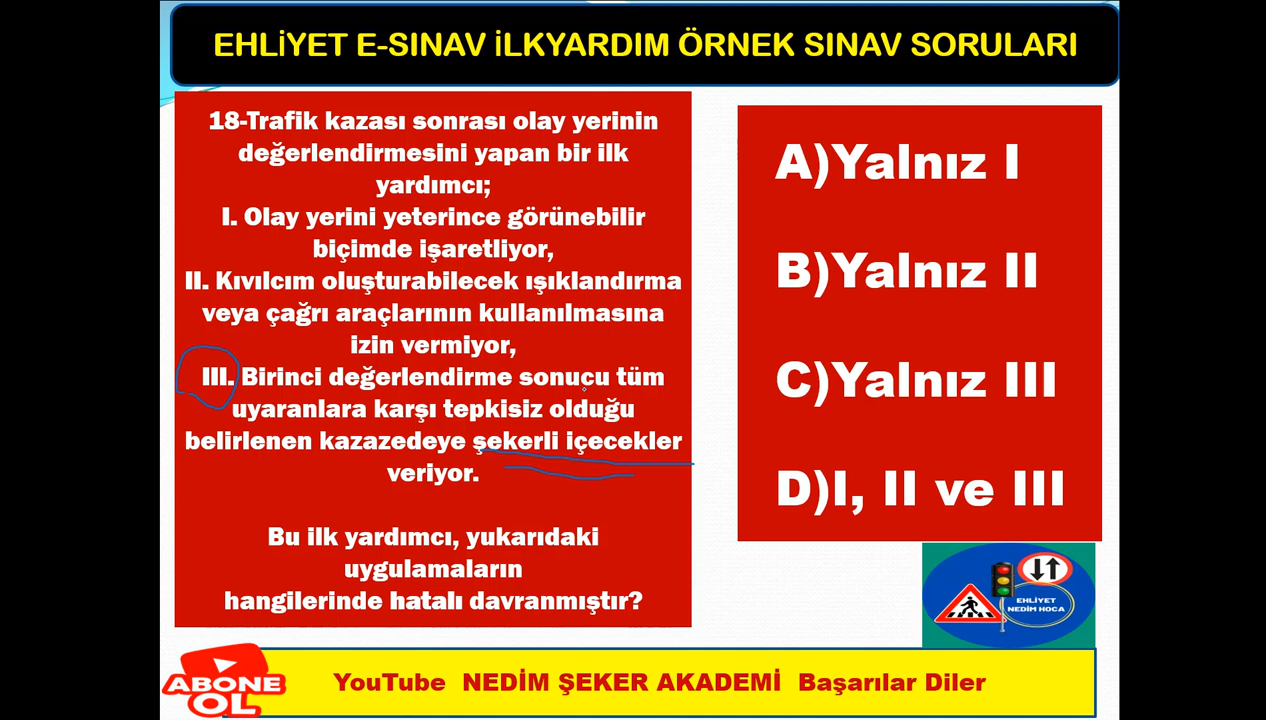 EHLİYET E-SINAV İLKYARDIM ÖRNEK SINAV SORULARI
18-Trafik kazası sonrası olay yerinin
değerlendirmesini yapan bir ilk
yardımcı;
I. Olay yerini yeterince görünebilir
biçimde işaretliyor,
II. Kıvılcım oluşturabilecek ışıklandırma
veya çağrı araçlarının kullanılmasına
izin vermiyor,
III. Birinci değerlendirme sonucu tüm
uyaranlara karşı tepkisiz olduğu
belirlenen kazazedeye şekerli içecekler
veriyor.
Bu ilk yardımcı, yukarıdaki
uygulamaların
hangilerinde hatalı davranmıştır?
A)Yalnız I
B)Yalnız II
C)Yalnız III
D)I, II ve III
EHLİYET
NEDİM HOCA
ABONE
OL
YouTube NEDİM ŞEKER AKADEMİ Başarılar Diler